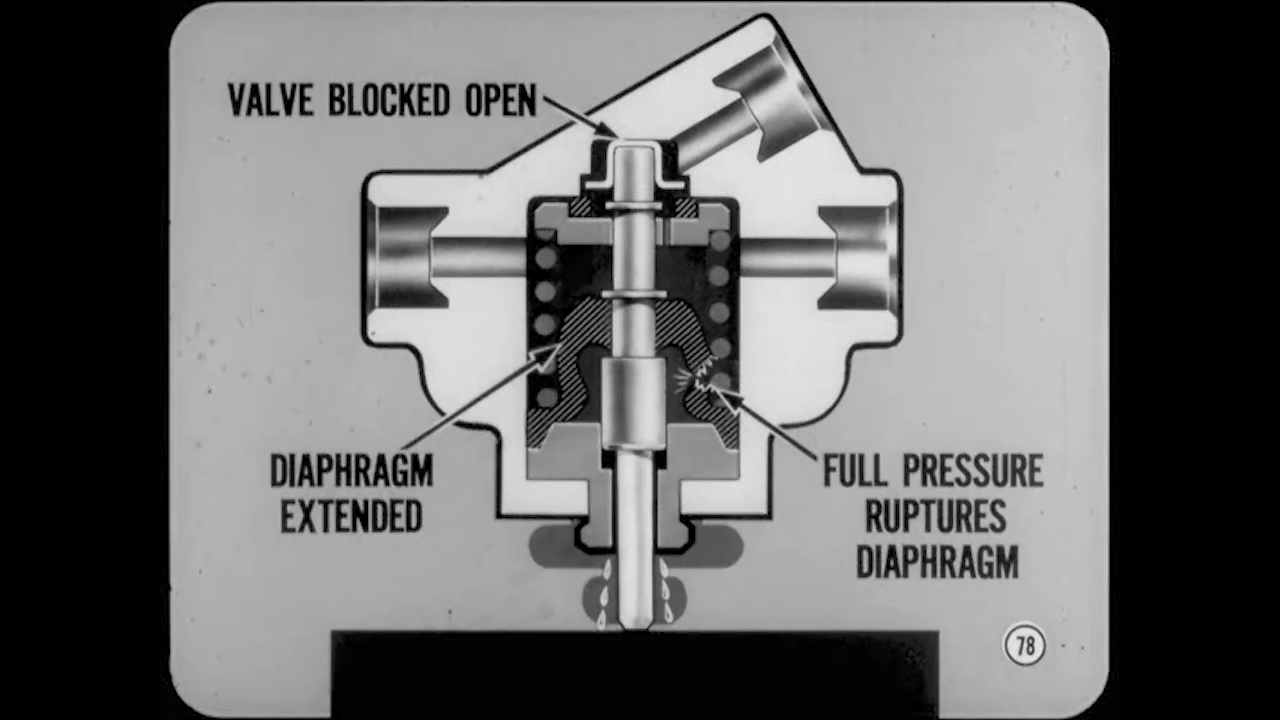 VALVE BLOCKED OPEN
DIAPHRAGM
EXTENDED
FULL PRESSURE
RUPTURES
DIAPHRAGM
78